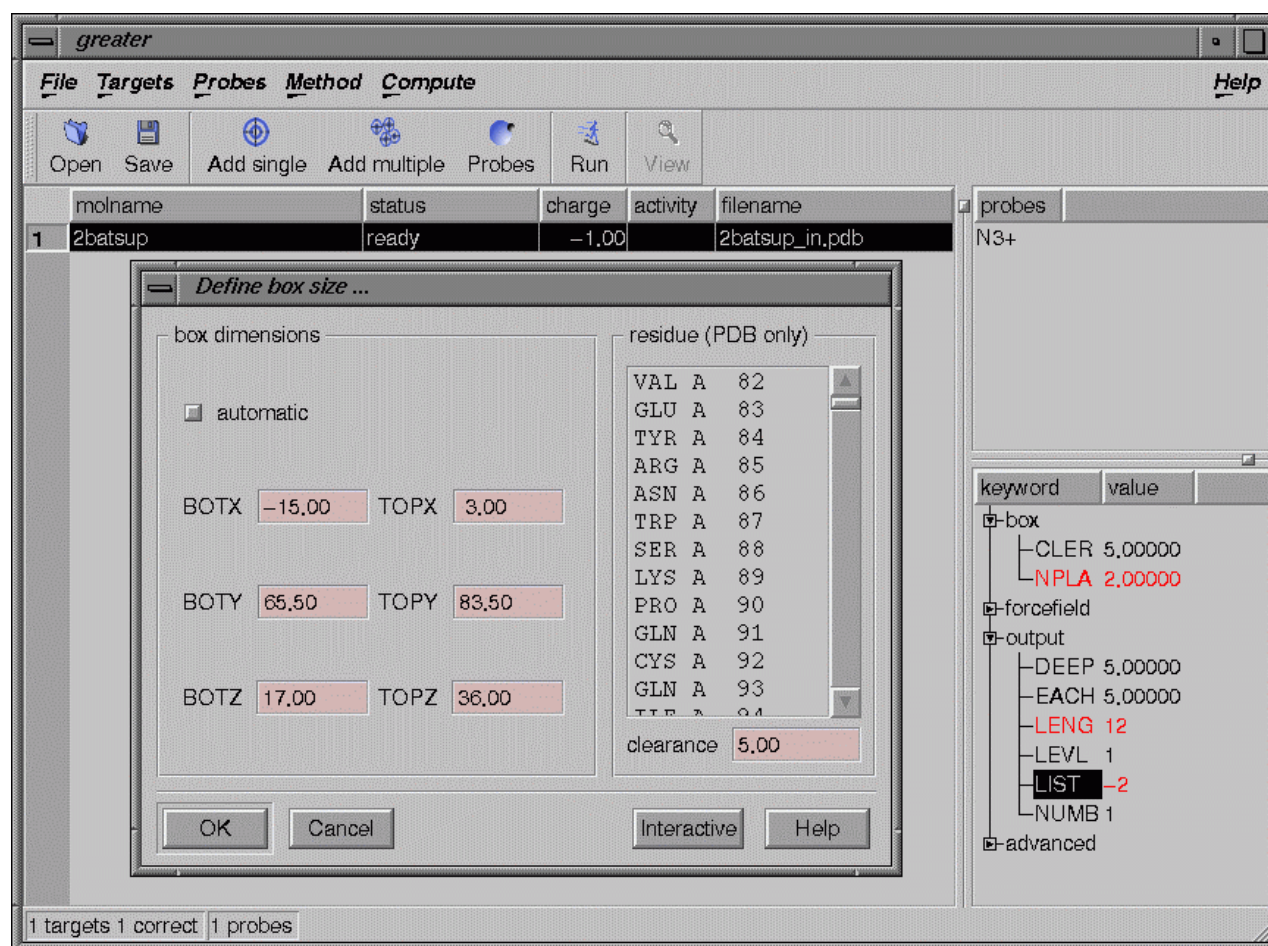 greater
File Targets Probes Method Compute Help
Open Save Add single Add multiple Probes Run View
molname status charge activity filename
1 2batsup ready −1.00 2batsup_in.pdb
probes
N3+
Define box size ...
box dimensions
automatic
BOTX −15.00 TOPX 3.00
BOTY 65.50 TOPY 83.50
BOTZ 17.00 TOPZ 36.00
residue (PDB only)
VAL A 82
GLU A 83
TYR A 84
ARG A 85
ASN A 86
TRP A 87
SER A 88
LYS A 89
PRO A 90
GLN A 91
CYS A 92
GLN A 93
clearance 5.00
OK Cancel Interactive Help
keyword value
box
CLER 5.00000
NPLA 2.00000
forcefield
output
DEEP 5.00000
EACH 5.00000
LENG 12
LEVL 1
LIST −2
NUMB 1
advanced
1 targets 1 correct 1 probes